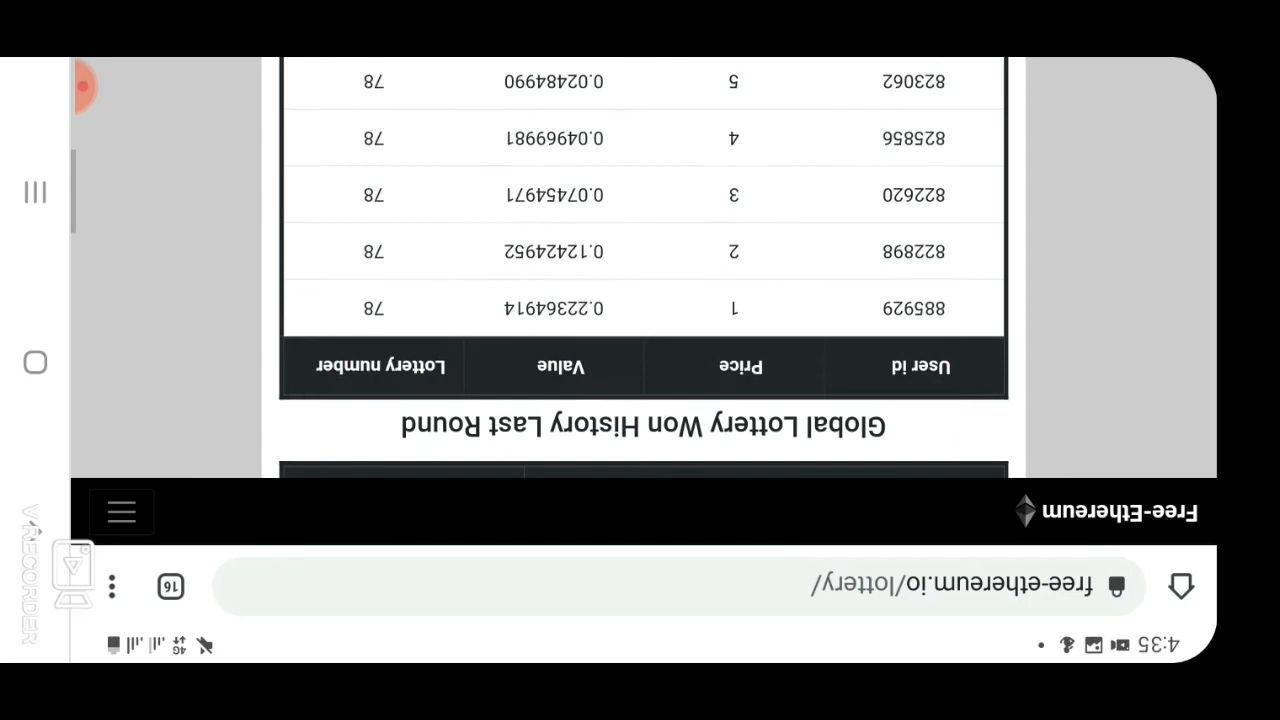 4:35
free-ethereum.io/lottery/
16
Free-Ethereum
Global Lottery Won History Last Round
User id Price Value Lottery number
885929 1 0.22364914 78
822898 2 0.12424952 78
822620 3 0.07454971 78
825856 4 0.04969981 78
823062 5 0.02484990 78
4G
VRECORDER